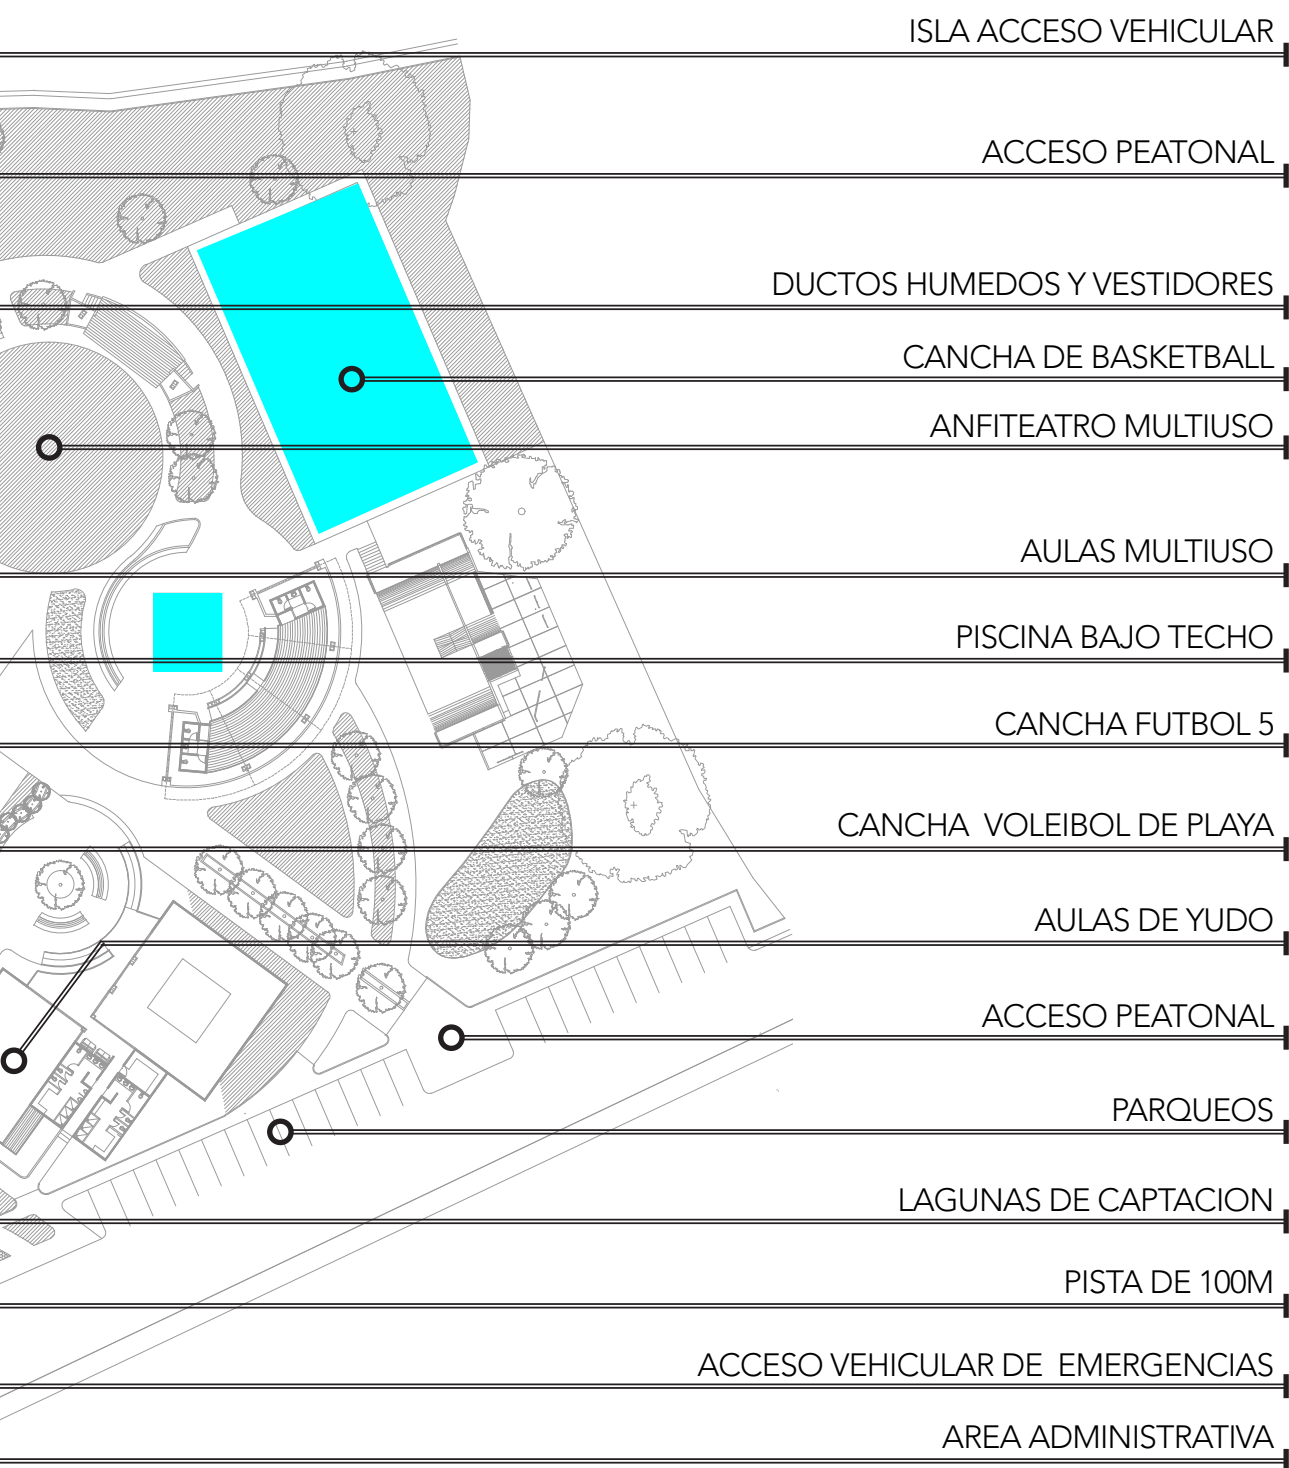 ISLA ACCESO VEHICULAR
ACCESO PEATONAL
DUCTOS HUMEDOS Y VESTIDORES
CANCHA DE BASKETBALL
ANFITEATRO MULTIUSO
AULAS MULTIUSO
PISCINA BAJO TECHO
CANCHA FUTBOL 5
CANCHA VOLEIBOL DE PLAYA
AULAS DE YUDO
ACCESO PEATONAL
PARQUEOS
LAGUNAS DE CAPTACION
PISTA DE 100M
ACCESO VEHICULAR DE EMERGENCIAS
AREA ADMINISTRATIVA